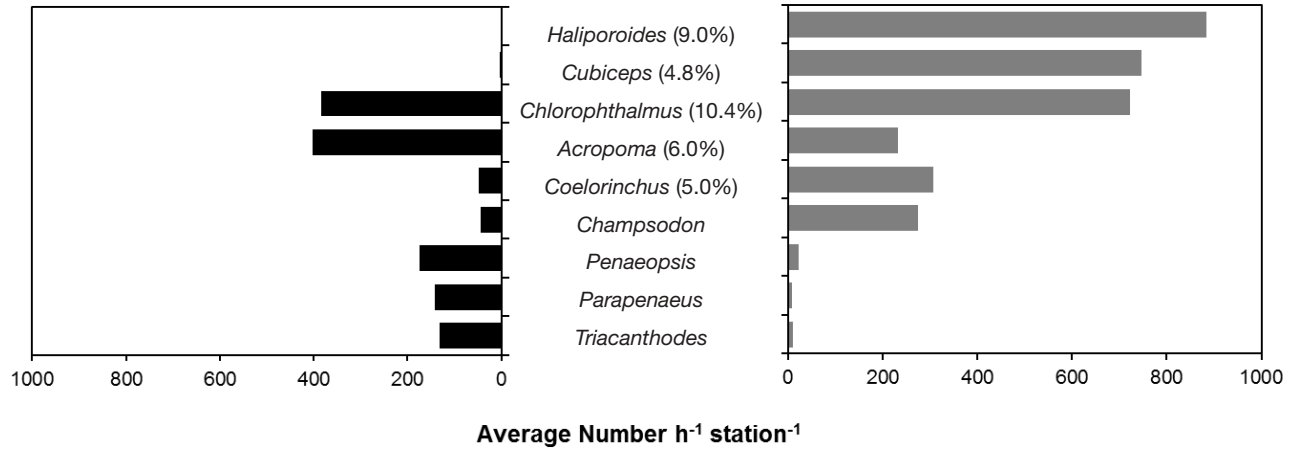 Haliporoides (9.0%)
Cubiceps (4.8%)
Chlorophthalmus (10.4%)
Acropoma (6.0%)
Coelorinchus (5.0%)
Champsodon
Penaeopsis
Parapenaeus
Triacanthodes
1000 800 600 400 200 0
0 200 400 600 800 1000
Average Number h⁻¹ station⁻¹